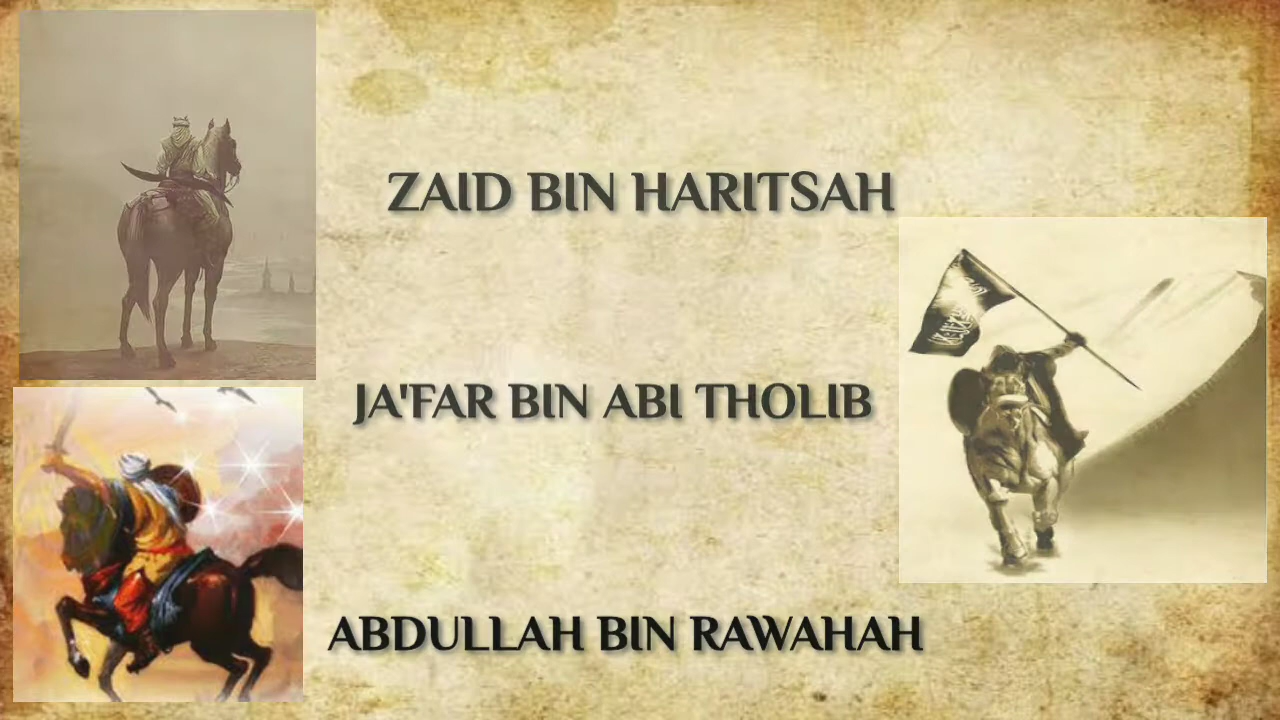 ZAID BIN HARITSAH
JA'FAR BIN ABI THOLIB
ABDULLAH BIN RAWAHAH